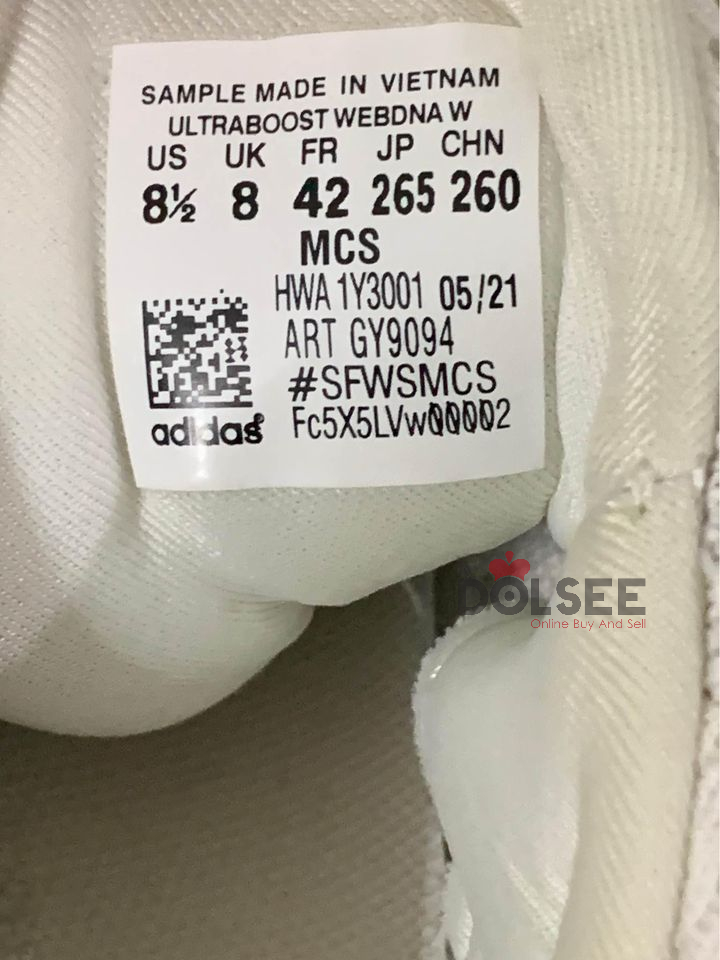 SAMPLE MADE IN VIETNAM
ULTRABOOST WEBDNA W
US UK FR JP CHN
8½ 8 42 265 260
MCS
HWA 1Y3001 05/21
ART GY9094
#SFWSMCS
Fc5X5LVw00002
adidas
DOLSEE
Online Buy And Sell